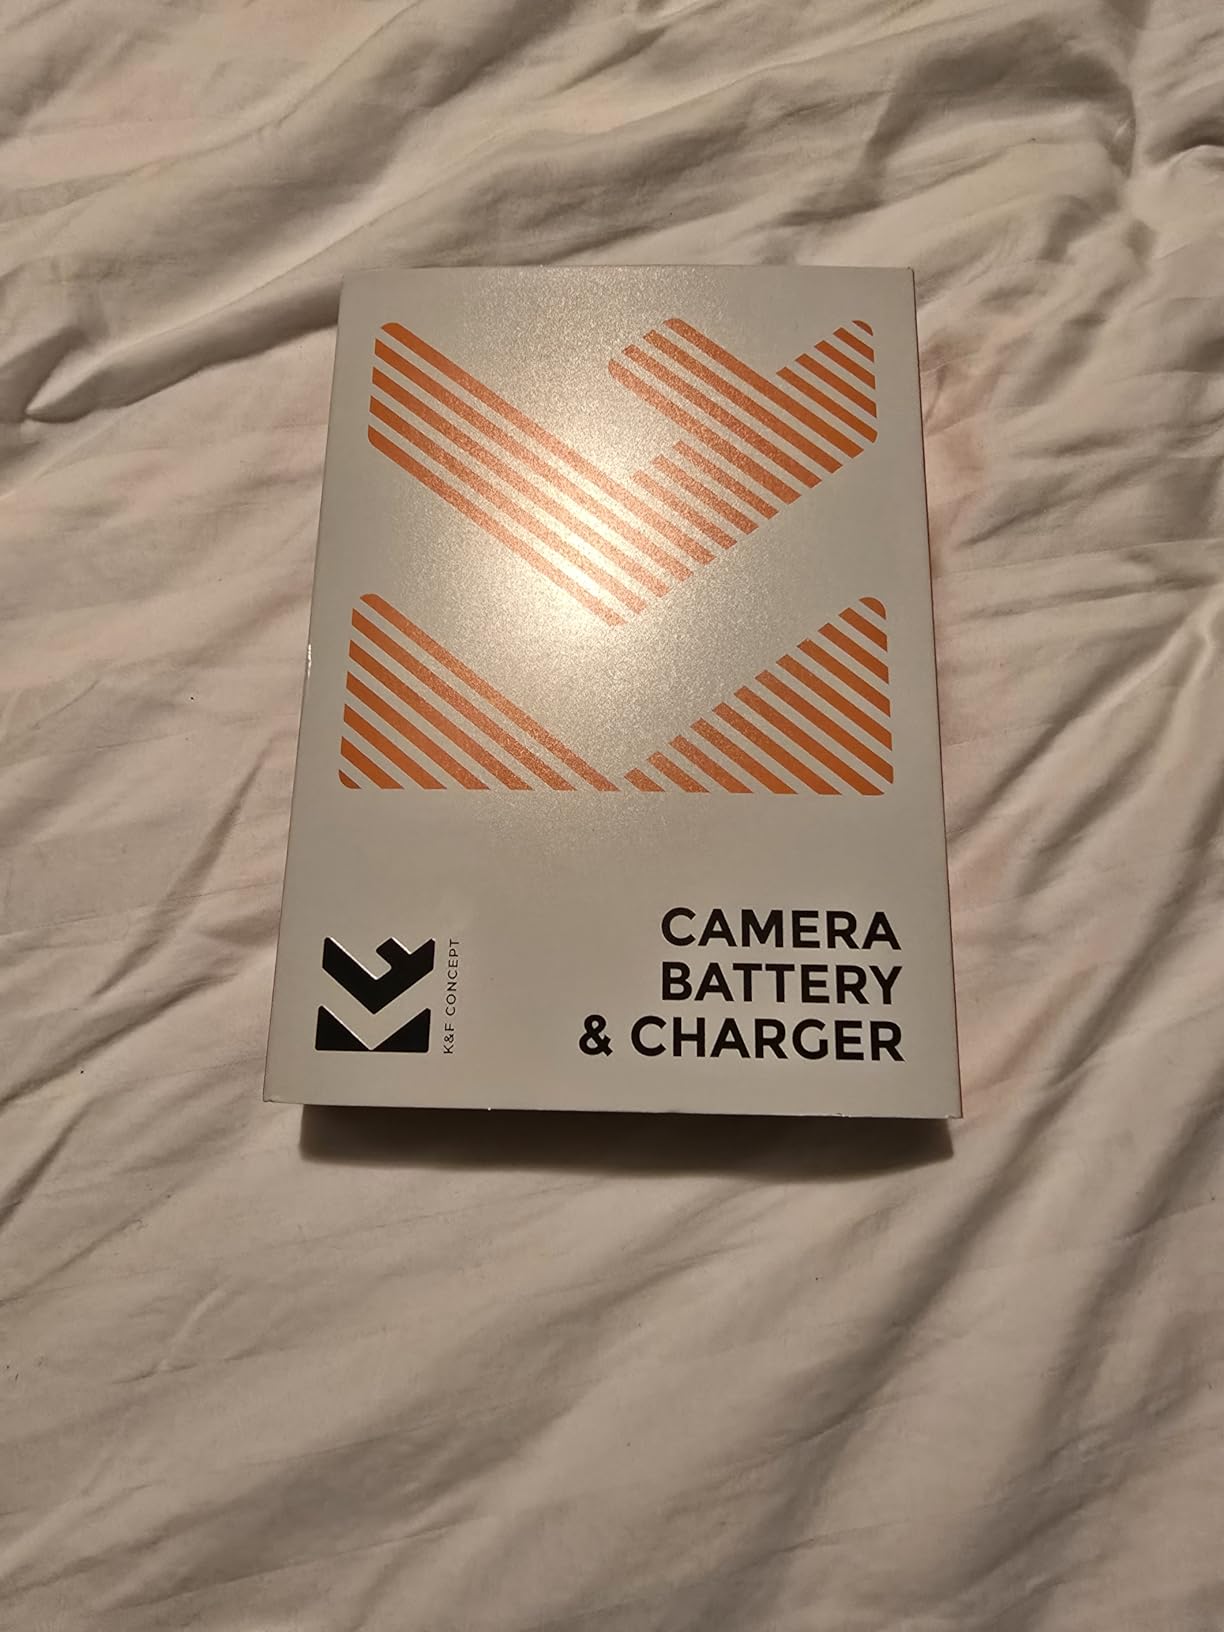 CAMERA
BATTERY
& CHARGER
K&F CONCEPT